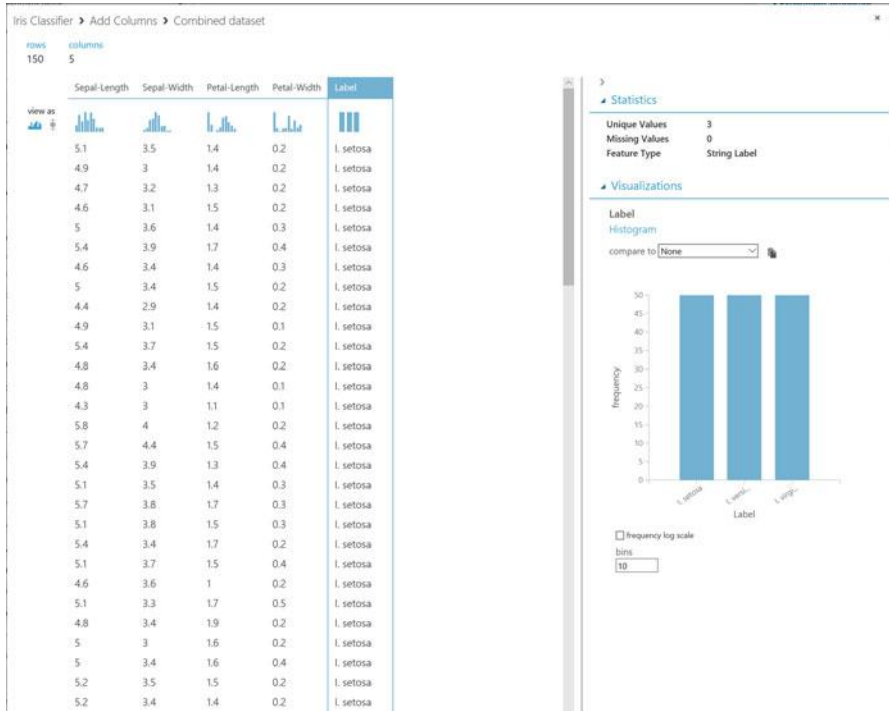 Iris Classifier > Add Columns > Combined dataset
rows columns
150 5
Sepal-Length Sepal-Width Petal-Length Petal-Width Label
view as
5.1 3.5 1.4 0.2 I. setosa
4.9 3 1.4 0.2 I. setosa
4.7 3.2 1.3 0.2 I. setosa
4.6 3.1 1.5 0.2 I. setosa
5 3.6 1.4 0.3 I. setosa
5.4 3.9 1.7 0.4 I. setosa
4.6 3.4 1.4 0.3 I. setosa
5 3.4 1.5 0.2 I. setosa
4.4 2.9 1.4 0.2 I. setosa
4.9 3.1 1.5 0.1 I. setosa
5.4 3.7 1.5 0.2 I. setosa
4.8 3.4 1.6 0.2 I. setosa
4.8 3 1.4 0.1 I. setosa
4.3 3 1.1 0.1 I. setosa
5.8 4 1.2 0.2 I. setosa
5.7 4.4 1.5 0.4 I. setosa
5.4 3.9 1.3 0.4 I. setosa
5.1 3.5 1.4 0.3 I. setosa
5.7 3.8 1.7 0.3 I. setosa
5.1 3.8 1.5 0.3 I. setosa
5.4 3.4 1.7 0.2 I. setosa
5.1 3.7 1.5 0.4 I. setosa
4.6 3.6 1 0.2 I. setosa
5.1 3.3 1.7 0.5 I. setosa
4.8 3.4 1.9 0.2 I. setosa
5 3 1.6 0.2 I. setosa
5 3.4 1.6 0.4 I. setosa
5.2 3.5 1.5 0.2 I. setosa
5.2 3.4 1.4 0.2 I. setosa
Statistics
Unique Values 3
Missing Values 0
Feature Type String Label
Visualizations
Label
Histogram
compare to None
50
45
40
35
30
25
20
15
10
5
0
frequency
I. setosa I. versi... I. virgi...
Label
frequency log scale
bins
10